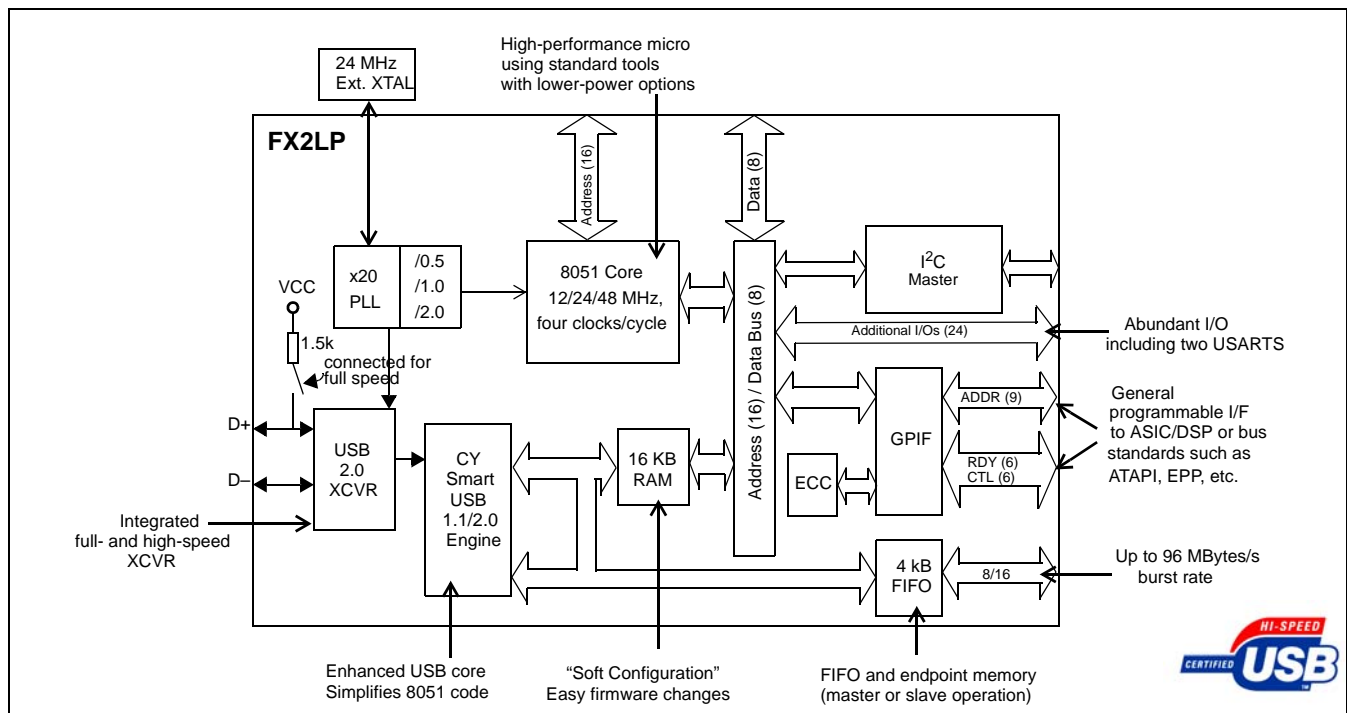 High-performance micro
using standard tools
with lower-power options
24 MHz
Ext. XTAL
FX2LP
Address (16)
Data (8)
x20
PLL
/0.5
/1.0
/2.0
8051 Core
12/24/48 MHz,
four clocks/cycle
Address (16) / Data Bus (8)
I²C
Master
VCC
1.5k
connected for
full speed
Additional I/Os (24)
Abundant I/O
including two USARTS
ADDR (9)
GPIF
RDY (6)
CTL (6)
General
programmable I/F
to ASIC/DSP or bus
standards such as
ATAPI, EPP, etc.
D+
D–
USB
2.0
XCVR
CY
Smart
USB
1.1/2.0
Engine
16 KB
RAM
ECC
Integrated
full- and high-speed
XCVR
4 kB
FIFO
8/16
Up to 96 MBytes/s
burst rate
Enhanced USB core
Simplifies 8051 code
“Soft Configuration”
Easy firmware changes
FIFO and endpoint memory
(master or slave operation)
HI-SPEED
CERTIFIED
USB
TM